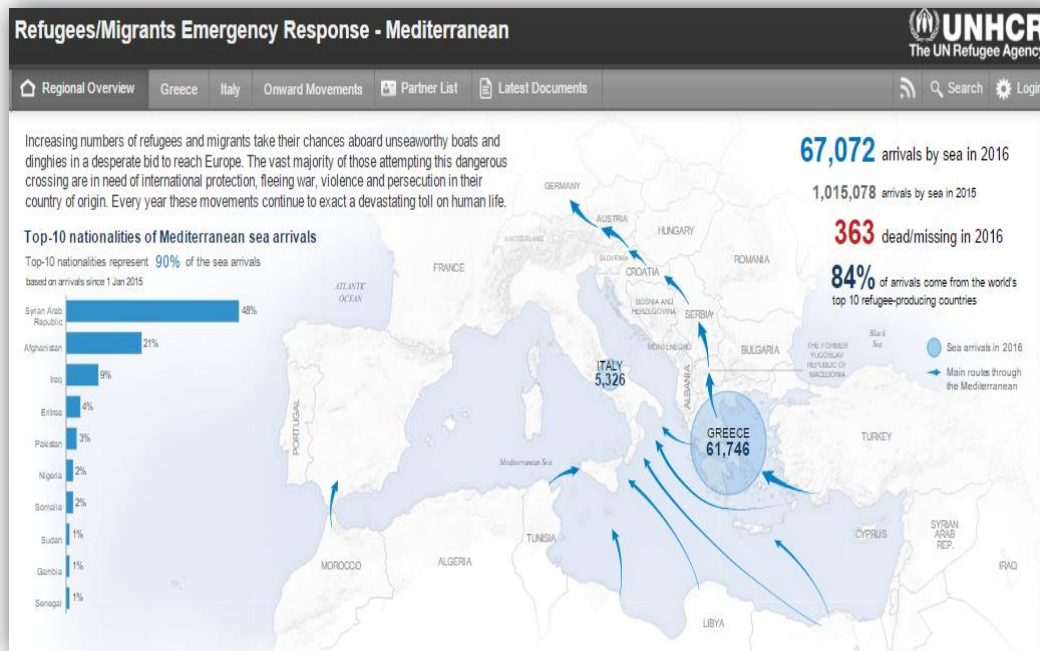 Refugees/Migrants Emergency Response - Mediterranean
UNHCR
The UN Refugee Agency
Regional Overview
Greece
Italy
Onward Movements
Partner List
Latest Documents
Search
Login
Increasing numbers of refugees and migrants take their chances aboard unseaworthy boats and
dinghies in a desperate bid to reach Europe. The vast majority of those attempting this dangerous
crossing are in need of international protection, fleeing war, violence and persecution in their
country of origin. Every year these movements continue to exact a devastating toll on human life.
67,072 arrivals by sea in 2016
1,015,078 arrivals by sea in 2015
363 dead/missing in 2016
84% of arrivals come from the world's
top 10 refugee-producing countries
Sea arrivals in 2016
Main routes through
the Mediterranean
Top-10 nationalities of Mediterranean sea arrivals
Top-10 nationalities represent 90% of the sea arrivals
based on arrivals since 1 Jan 2015
Syrian Arab
Republic
48%
Afghanistan
21%
Iraq
9%
Eritrea
4%
Pakistan
3%
Nigeria
2%
Somalia
2%
Sudan
1%
Gambia
1%
Senegal
1%
GERMANY
AUSTRIA
SWITZERLAND
HUNGARY
SLOVENIA
FRANCE
CROATIA
ROMANIA
ATLANTIC
OCEAN
BOSNIA AND
HERZEGOVINA
SERBIA
Black
Sea
MONTENEGRO
BULGARIA
THE FORMER
YUGOSLAV
REPUBLIC OF
MACEDONIA
ITALY
5,326
ALBANIA
PORTUGAL
GREECE
61,746
TURKEY
Mediterranean Sea
CYPRUS
SYRIAN
ARAB
REP.
TUNISIA
MOROCCO
ALGERIA
IRAQ
LIBYA